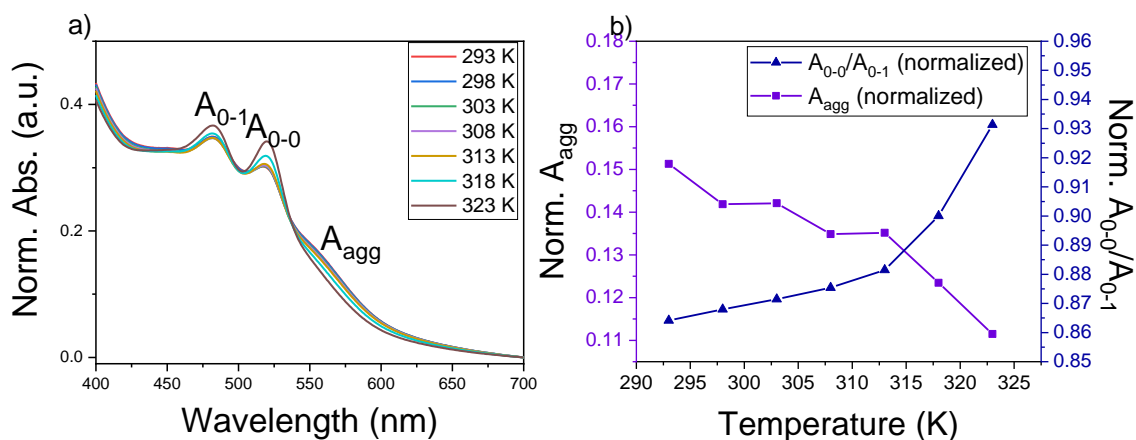 a)
Norm. Abs. (a.u.)
0.4
0.2
0.0
A0-1
A0-0
Aagg
293 K
298 K
303 K
308 K
313 K
318 K
323 K
400 450 500 550 600 650 700
Wavelength (nm)
b)
Norm. Aagg
0.18
0.17
0.16
0.15
0.14
0.13
0.12
0.11
A0-0/A0-1 (normalized)
Aagg (normalized)
0.96
0.95
0.94
0.93
0.92
0.91
0.90
0.89
0.88
0.87
0.86
0.85
Norm. A0-0/A0-1
290 295 300 305 310 315 320 325
Temperature (K)